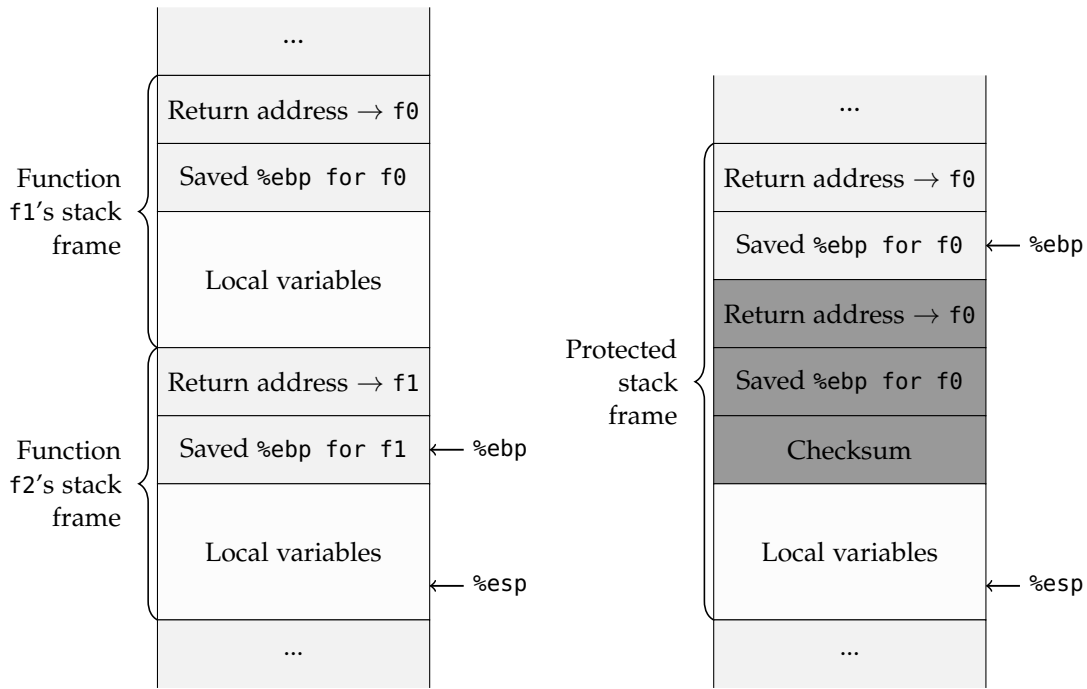 ...
Return address → f0
Saved %ebp for f0
Function
f1's stack
frame
Local variables
Return address → f1
Saved %ebp for f1
%ebp
Function
f2's stack
frame
Local variables
%esp
...
...
Return address → f0
Saved %ebp for f0
%ebp
Return address → f0
Protected
stack
frame
Saved %ebp for f0
Checksum
Local variables
%esp
...